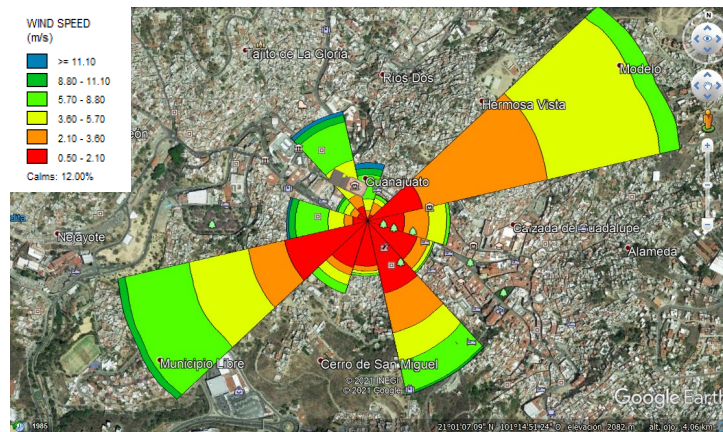 WIND SPEED
(m/s)
>= 11.10
8.80 - 11.10
5.70 - 8.80
3.60 - 5.70
2.10 - 3.60
0.50 - 2.10
Calms: 12.00%
N
Tajito de La Gloria
Rios Dos
Modelo
Hermosa Vista
Guanajuato
Nejayote
Calzada del Guadalupe
Alameda
Municipio Libre
Cerro de San Miguel
© 2021 INEGI
© 2021 Google
Google Earth
1985
21°01'07.09" N 101°14'51.24" O elevación 2082 m alt. ojo 4.06 km